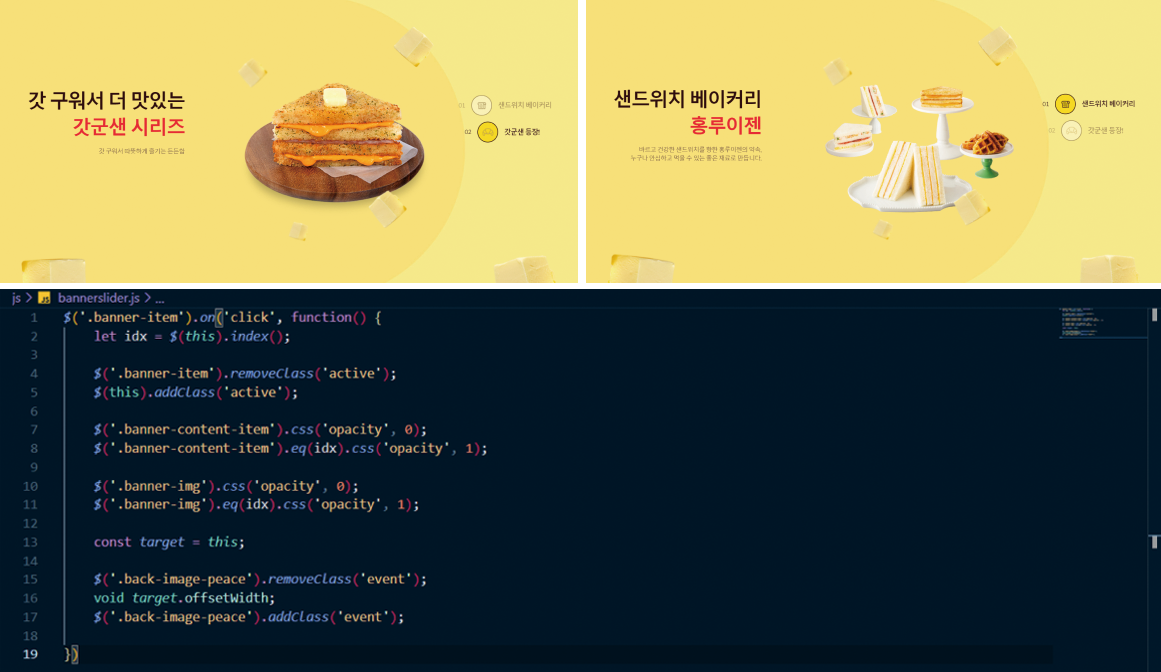 갓 구워서 더 맛있는
갓군샌 시리즈
갓 구워서 따뜻하게 즐기는 든든함
01 샌드위치 베이커리
02 갓군샌 등장!
샌드위치 베이커리
홍루이젠
바르고 건강한 샌드위치를 향한 홍루이젠의 약속,
누구나 안심하고 먹을 수 있는 좋은 재료로 만듭니다.
01 샌드위치 베이커리
02 갓군샌 등장!
js > JS bannerslider.js > ...
1 $('.banner-item').on('click', function() {
2 let idx = $(this).index();
3
4 $('.banner-item').removeClass('active');
5 $(this).addClass('active');
6
7 $('.banner-content-item').css('opacity', 0);
8 $('.banner-content-item').eq(idx).css('opacity', 1);
9
10 $('.banner-img').css('opacity', 0);
11 $('.banner-img').eq(idx).css('opacity', 1);
12
13 const target = this;
14
15 $('.back-image-peace').removeClass('event');
16 void target.offsetWidth;
17 $('.back-image-peace').addClass('event');
18
19 })